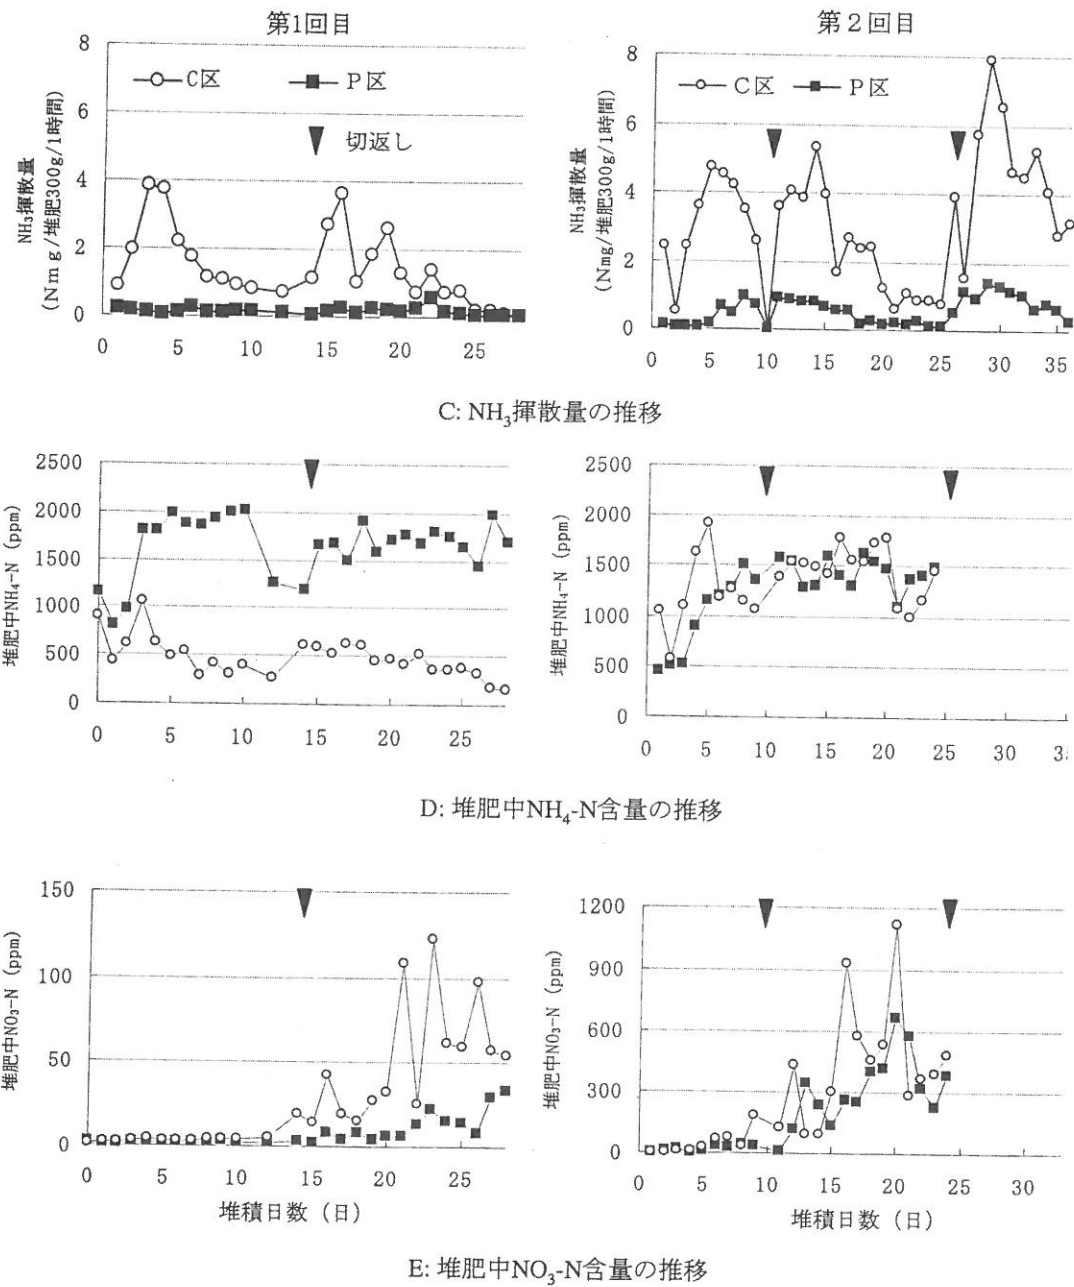 第1回目
第２回目
8
6
4
2
0
NH₃揮散量
(Nmg/堆肥300g/1時間)
C区
P区
切返し
0 5 10 15 20 25
8
6
4
2
0
NH₃揮散量
(Nmg/堆肥300g/1時間)
C区
P区
0 5 10 15 20 25 30 35
C: NH₃揮散量の推移
2500
2000
1500
1000
500
0
堆肥中NH₄-N (ppm)
0 5 10 15 20 25
2500
2000
1500
1000
500
0
堆肥中NH₄-N (ppm)
0 5 10 15 20 25 30
D: 堆肥中NH₄-N含量の推移
150
100
50
0
堆肥中NO₃-N (ppm)
0 5 10 15 20 25
堆積日数 (日)
1200
900
600
300
0
堆肥中NO₃-N (ppm)
0 5 10 15 20 25 30
堆積日数 (日)
E: 堆肥中NO₃-N含量の推移